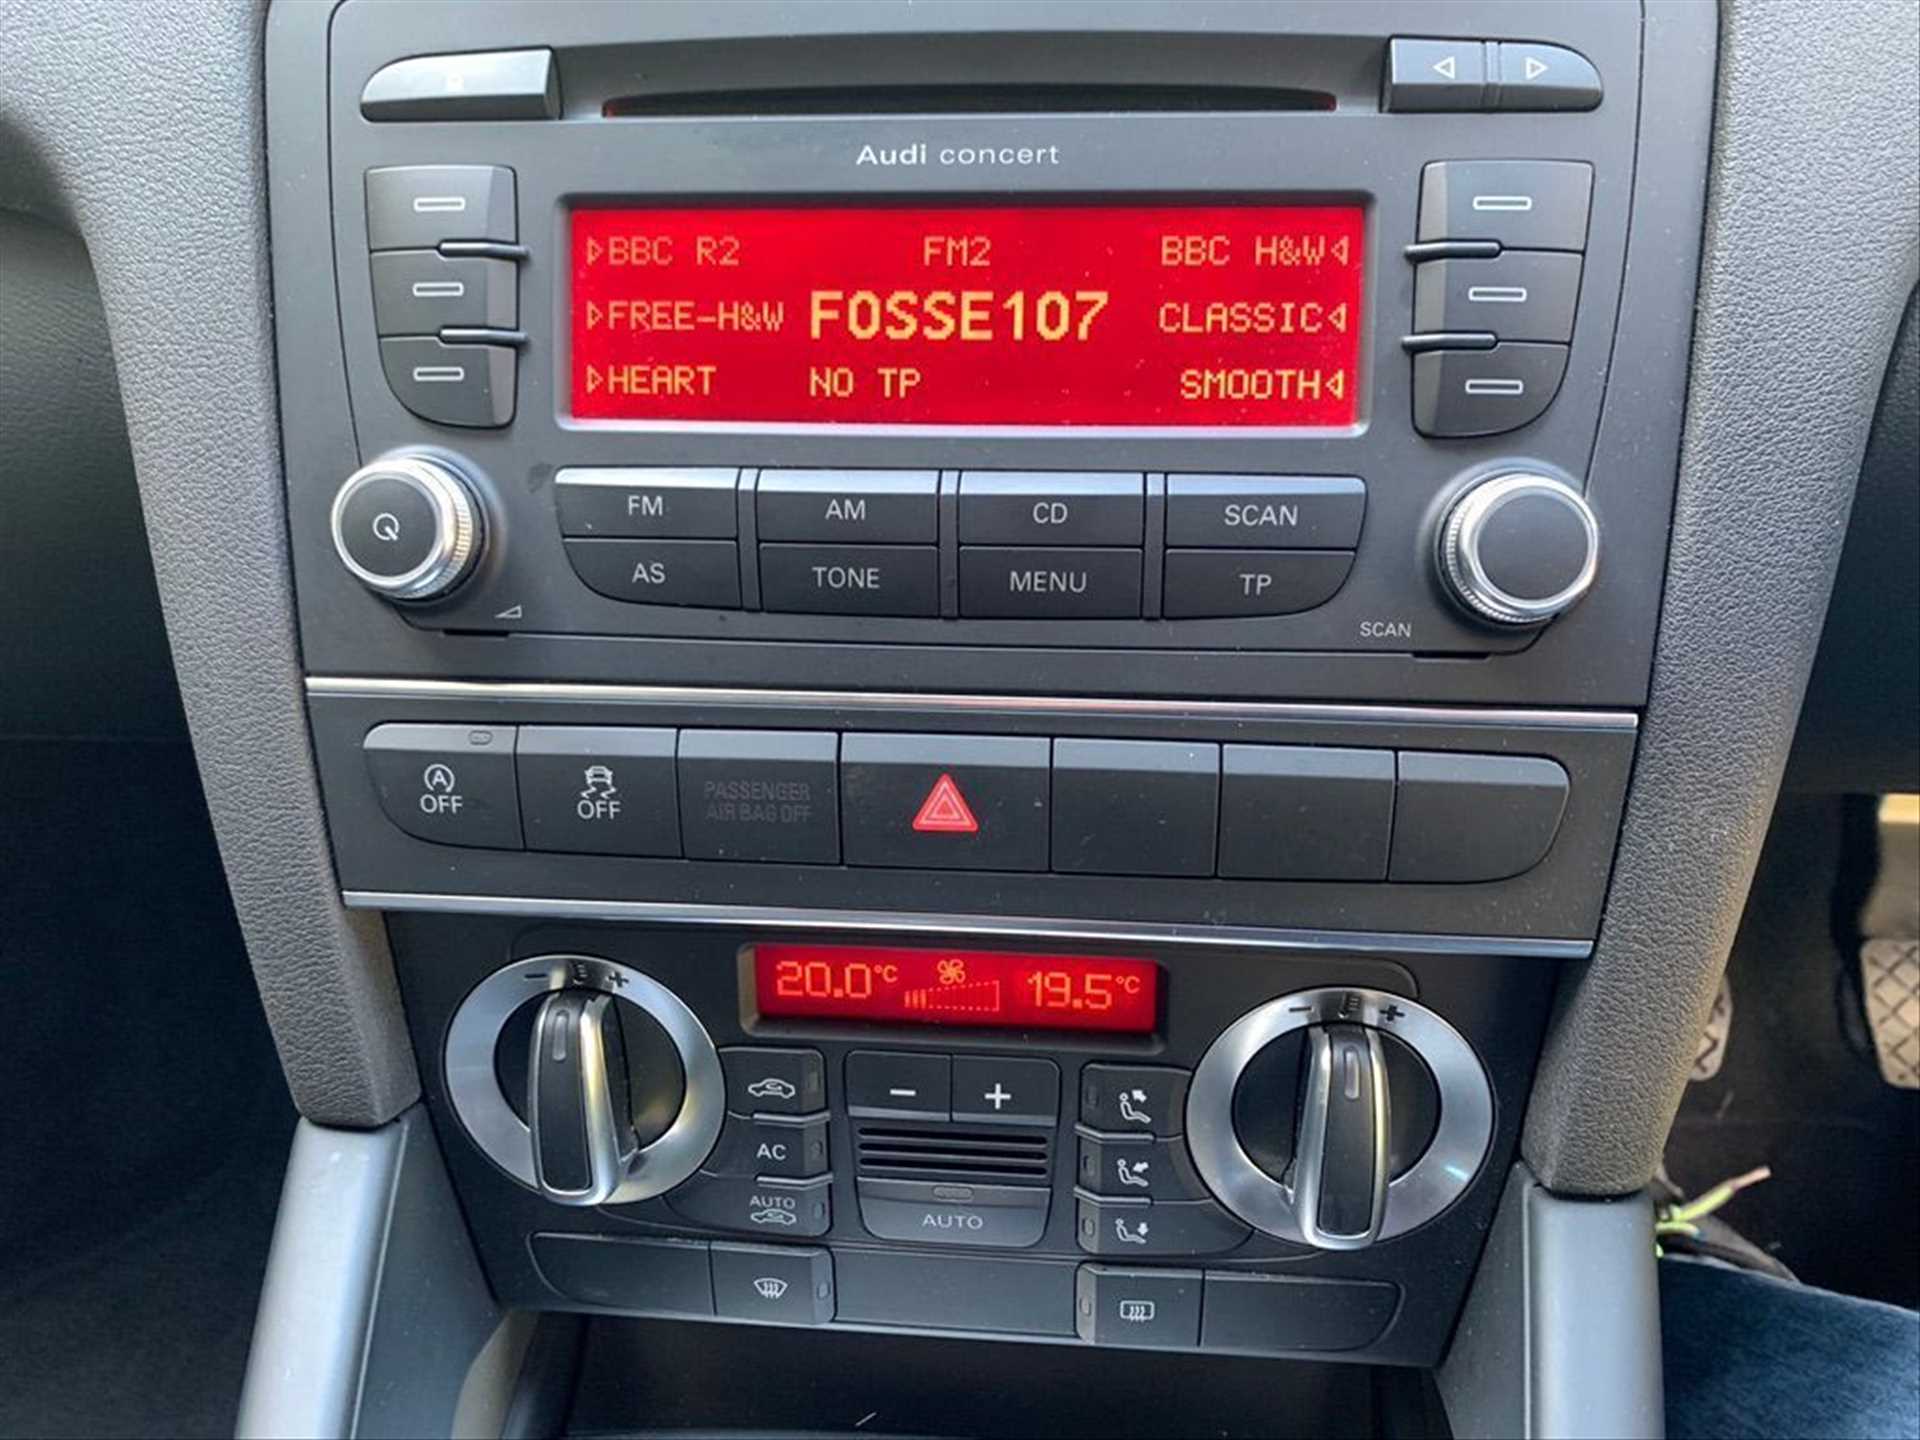 Audi concert
BBC R2 FM2 BBC H&W
FREE-H&W FOSSE107 CLASSIC
HEART NO TP SMOOTH
FM AM CD SCAN
AS TONE MENU TP
SCAN
A
OFF OFF PASSENGER
AIR BAG OFF
- + 20.0°C 19.5°C - +
- +
AC
AUTO AUTO